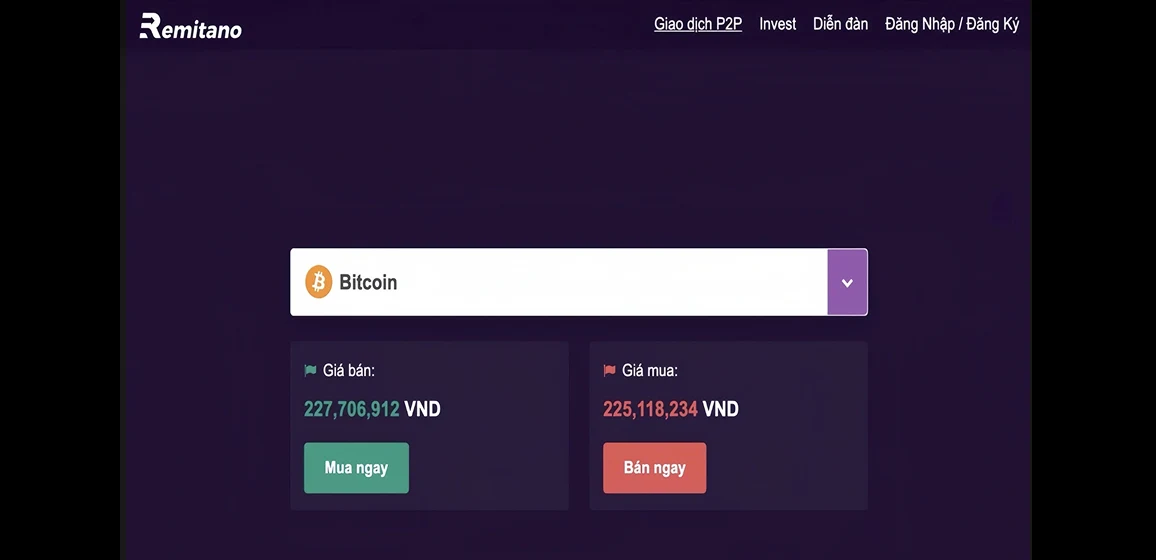 Remitano
Giao dịch P2P Invest Diễn đàn Đăng Nhập / Đăng Ký
Bitcoin
Giá bán:
227,706,912 VND
Mua ngay
Giá mua:
225,118,234 VND
Bán ngay